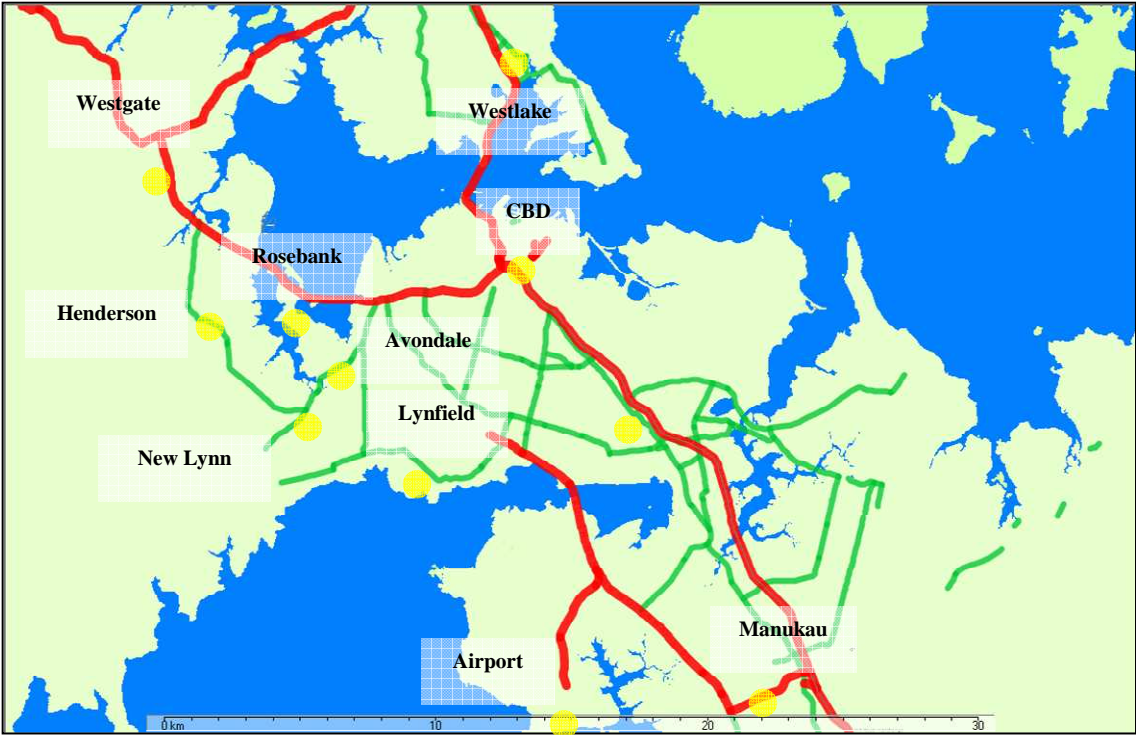 Westgate
Westlake
CBD
Rosebank
Henderson
Avondale
Lynfield
New Lynn
Manukau
Airport
0 km 10 20 30